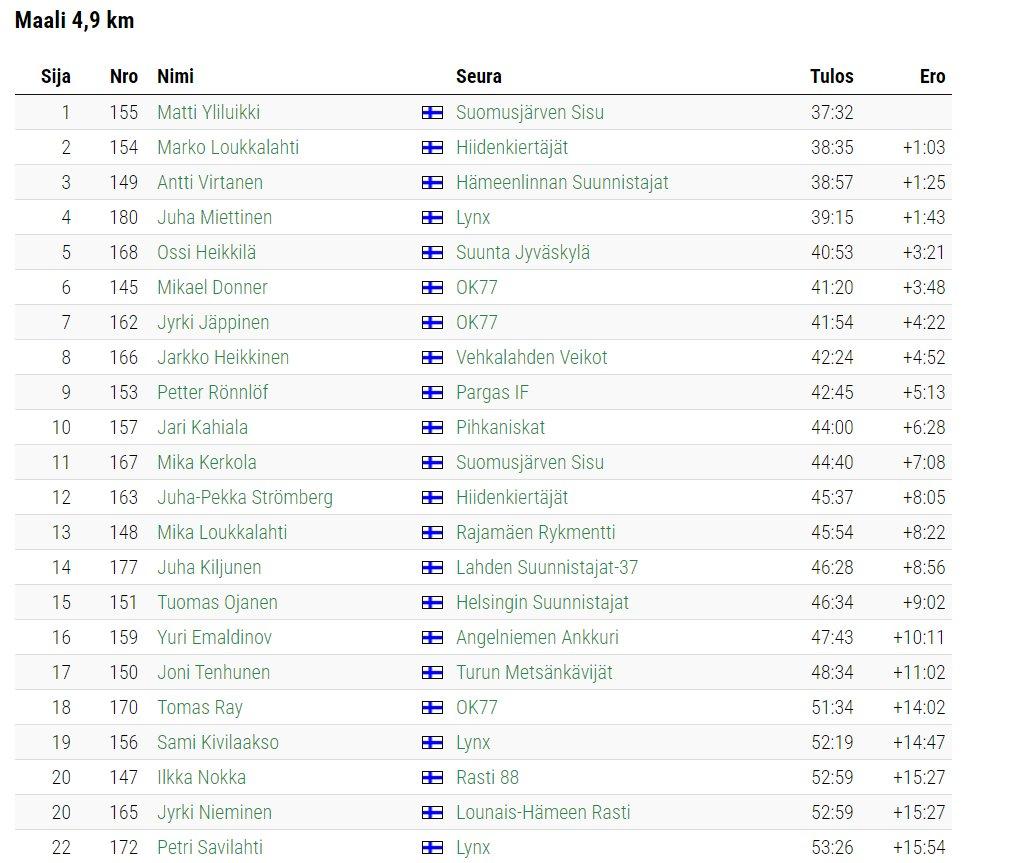 Maali 4,9 km
Sija Nro Nimi Seura Tulos Ero
1 155 Matti Yliluikki Suomusjärven Sisu 37:32
2 154 Marko Loukkalahti Hiidenkiertäjät 38:35 +1:03
3 149 Antti Virtanen Hämeenlinnan Suunnistajat 38:57 +1:25
4 180 Juha Miettinen Lynx 39:15 +1:43
5 168 Ossi Heikkilä Suunta Jyväskylä 40:53 +3:21
6 145 Mikael Donner OK77 41:20 +3:48
7 162 Jyrki Jäppinen OK77 41:54 +4:22
8 166 Jarkko Heikkinen Vehkalahden Veikot 42:24 +4:52
9 153 Petter Rönnlöf Pargas IF 42:45 +5:13
10 157 Jari Kahiala Pihkaniskat 44:00 +6:28
11 167 Mika Kerkola Suomusjärven Sisu 44:40 +7:08
12 163 Juha-Pekka Strömberg Hiidenkiertäjät 45:37 +8:05
13 148 Mika Loukkalahti Rajamäen Rykmentti 45:54 +8:22
14 177 Juha Kiljunen Lahden Suunnistajat-37 46:28 +8:56
15 151 Tuomas Ojanen Helsingin Suunnistajat 46:34 +9:02
16 159 Yuri Emaldinov Angelniemen Ankkuri 47:43 +10:11
17 150 Joni Tenhunen Turun Metsänkävijät 48:34 +11:02
18 170 Tomas Ray OK77 51:34 +14:02
19 156 Sami Kivilaakso Lynx 52:19 +14:47
20 147 Ilkka Nokka Rasti 88 52:59 +15:27
20 165 Jyrki Nieminen Lounais-Hämeen Rasti 52:59 +15:27
22 172 Petri Savilahti Lynx 53:26 +15:54